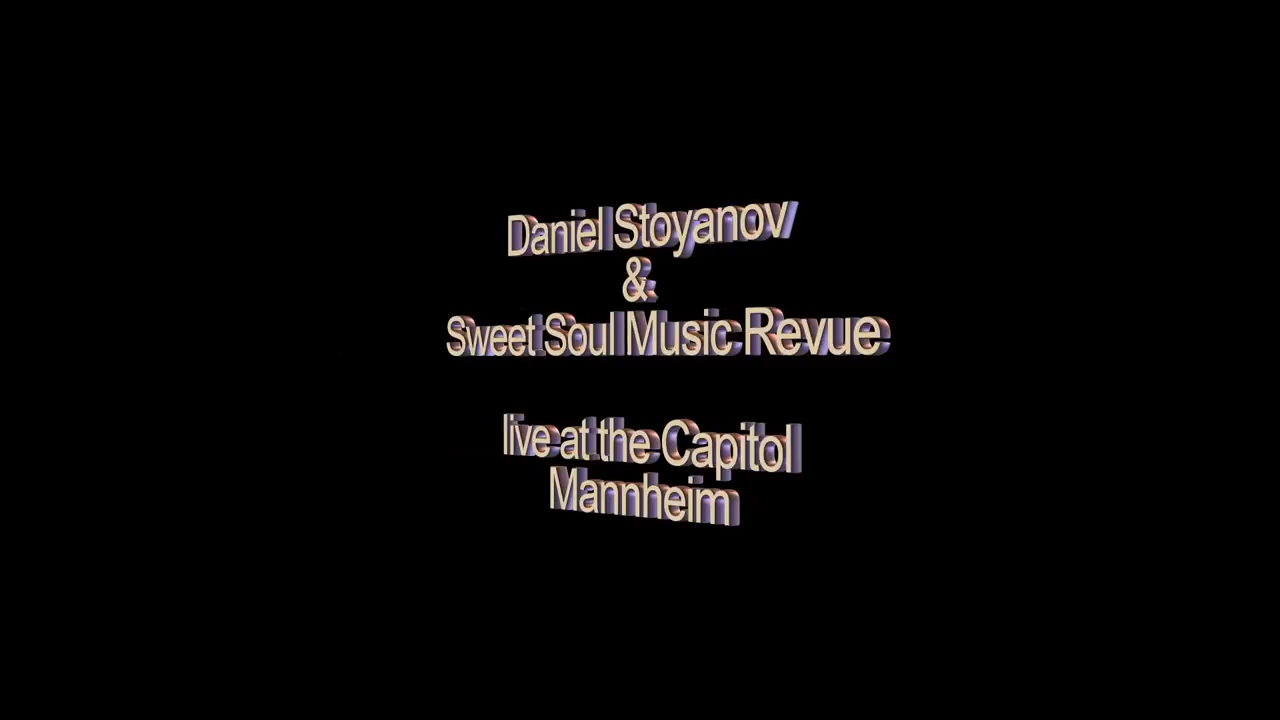 Daniel Stoyanov
&
Sweet Soul Music Revue
live at the Capitol
Mannheim